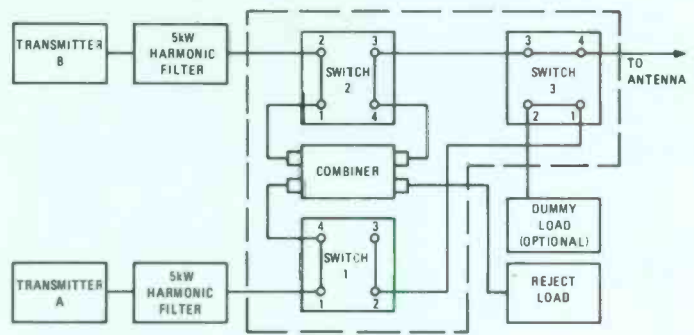 TRANSMITTER
B
5kW
HARMONIC
FILTER
2
3
SWITCH
2
1
4
3
4
SWITCH
3
2
1
TO
ANTENNA
COMBINER
DUMMY
LOAD
(OPTIONAL)
4
3
SWITCH
1
1
2
REJECT
LOAD
TRANSMITTER
A
5kW
HARMONIC
FILTER